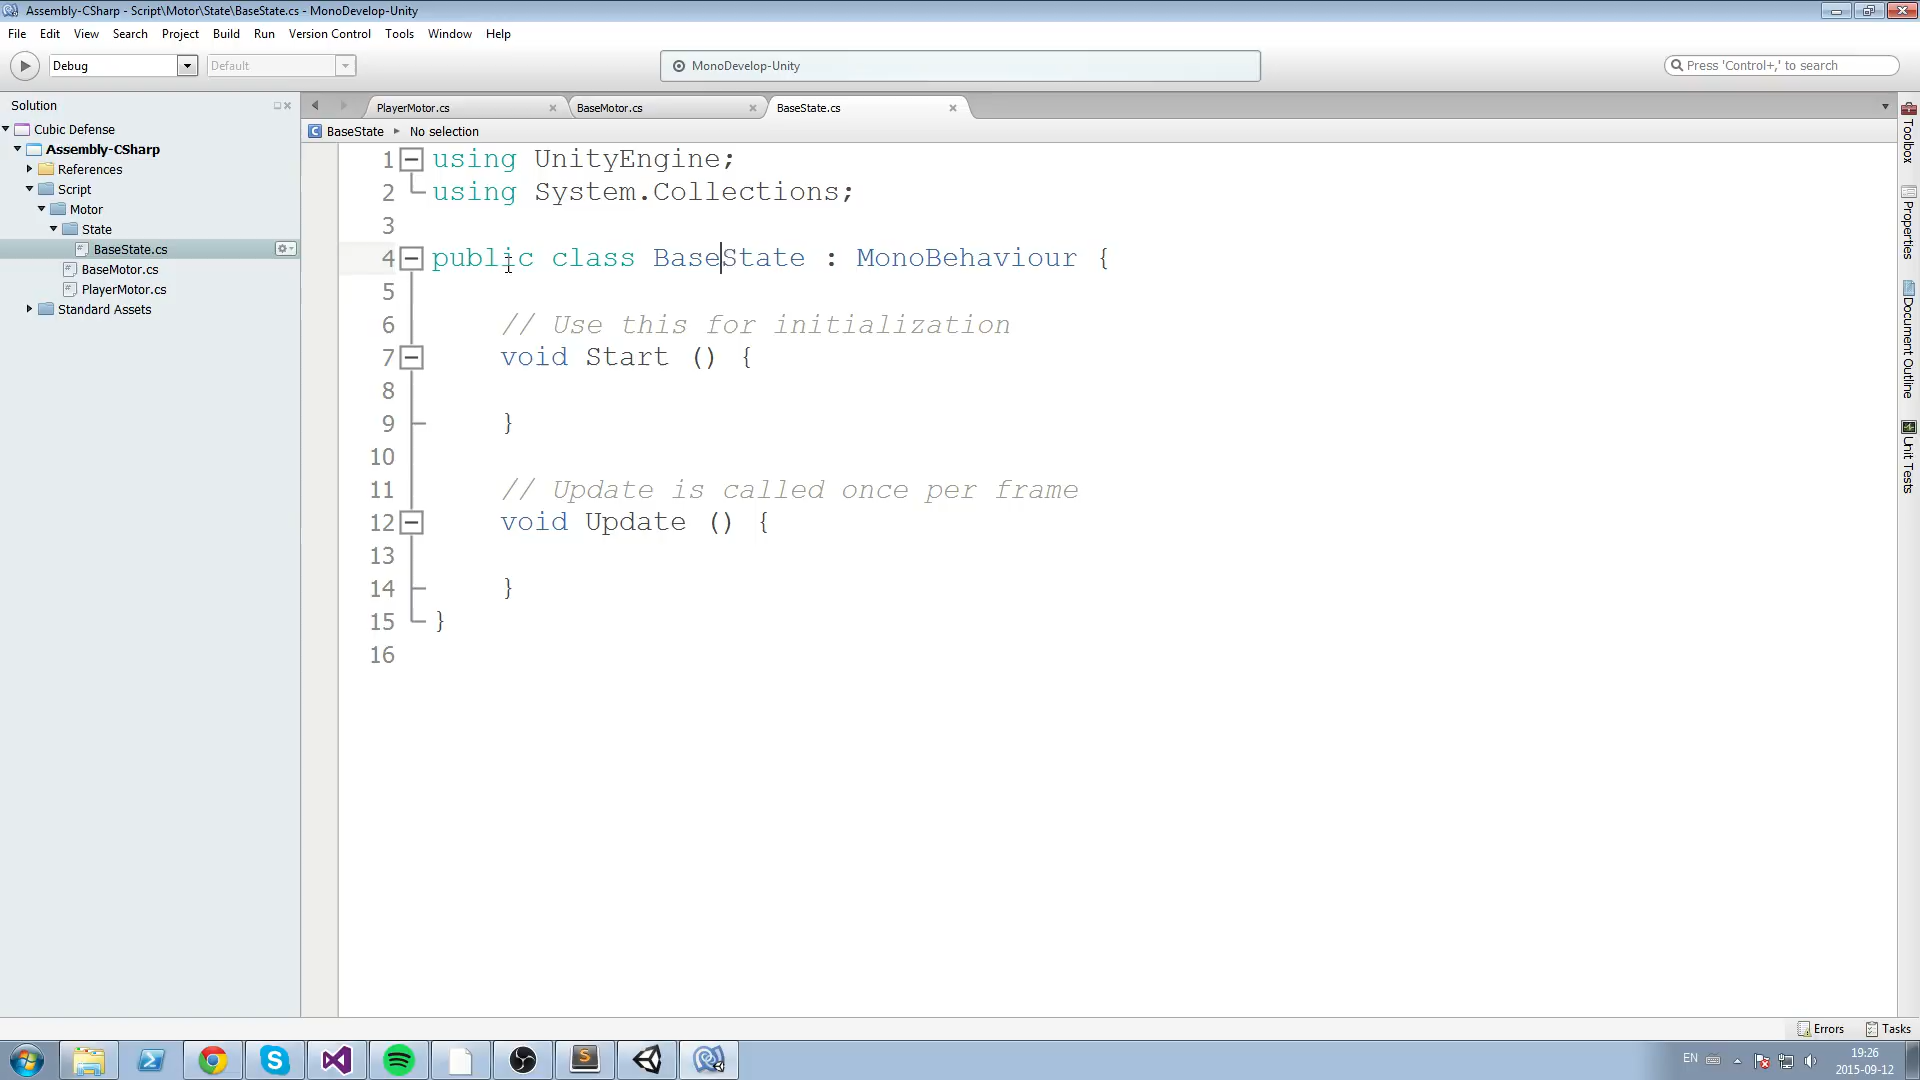 Assembly-CSharp - Script\Motor\State\BaseState.cs - MonoDevelop-Unity
File Edit View Search Project Build Run Version Control Tools Window Help
Debug Default MonoDevelop-Unity Press 'Control+,' to search
Solution
Cubic Defense
Assembly-CSharp
References
Script
Motor
State
BaseState.cs
BaseMotor.cs
PlayerMotor.cs
Standard Assets
PlayerMotor.cs BaseMotor.cs BaseState.cs
BaseState No selection
1 using UnityEngine;
2 using System.Collections;
3
4 public class BaseState : MonoBehaviour {
5
6 // Use this for initialization
7 void Start () {
8
9 }
10
11 // Update is called once per frame
12 void Update () {
13
14 }
15 }
16
Toolbox
Properties
Document Outline
Unit Tests
Errors Tasks
EN 19:26
2015-09-12